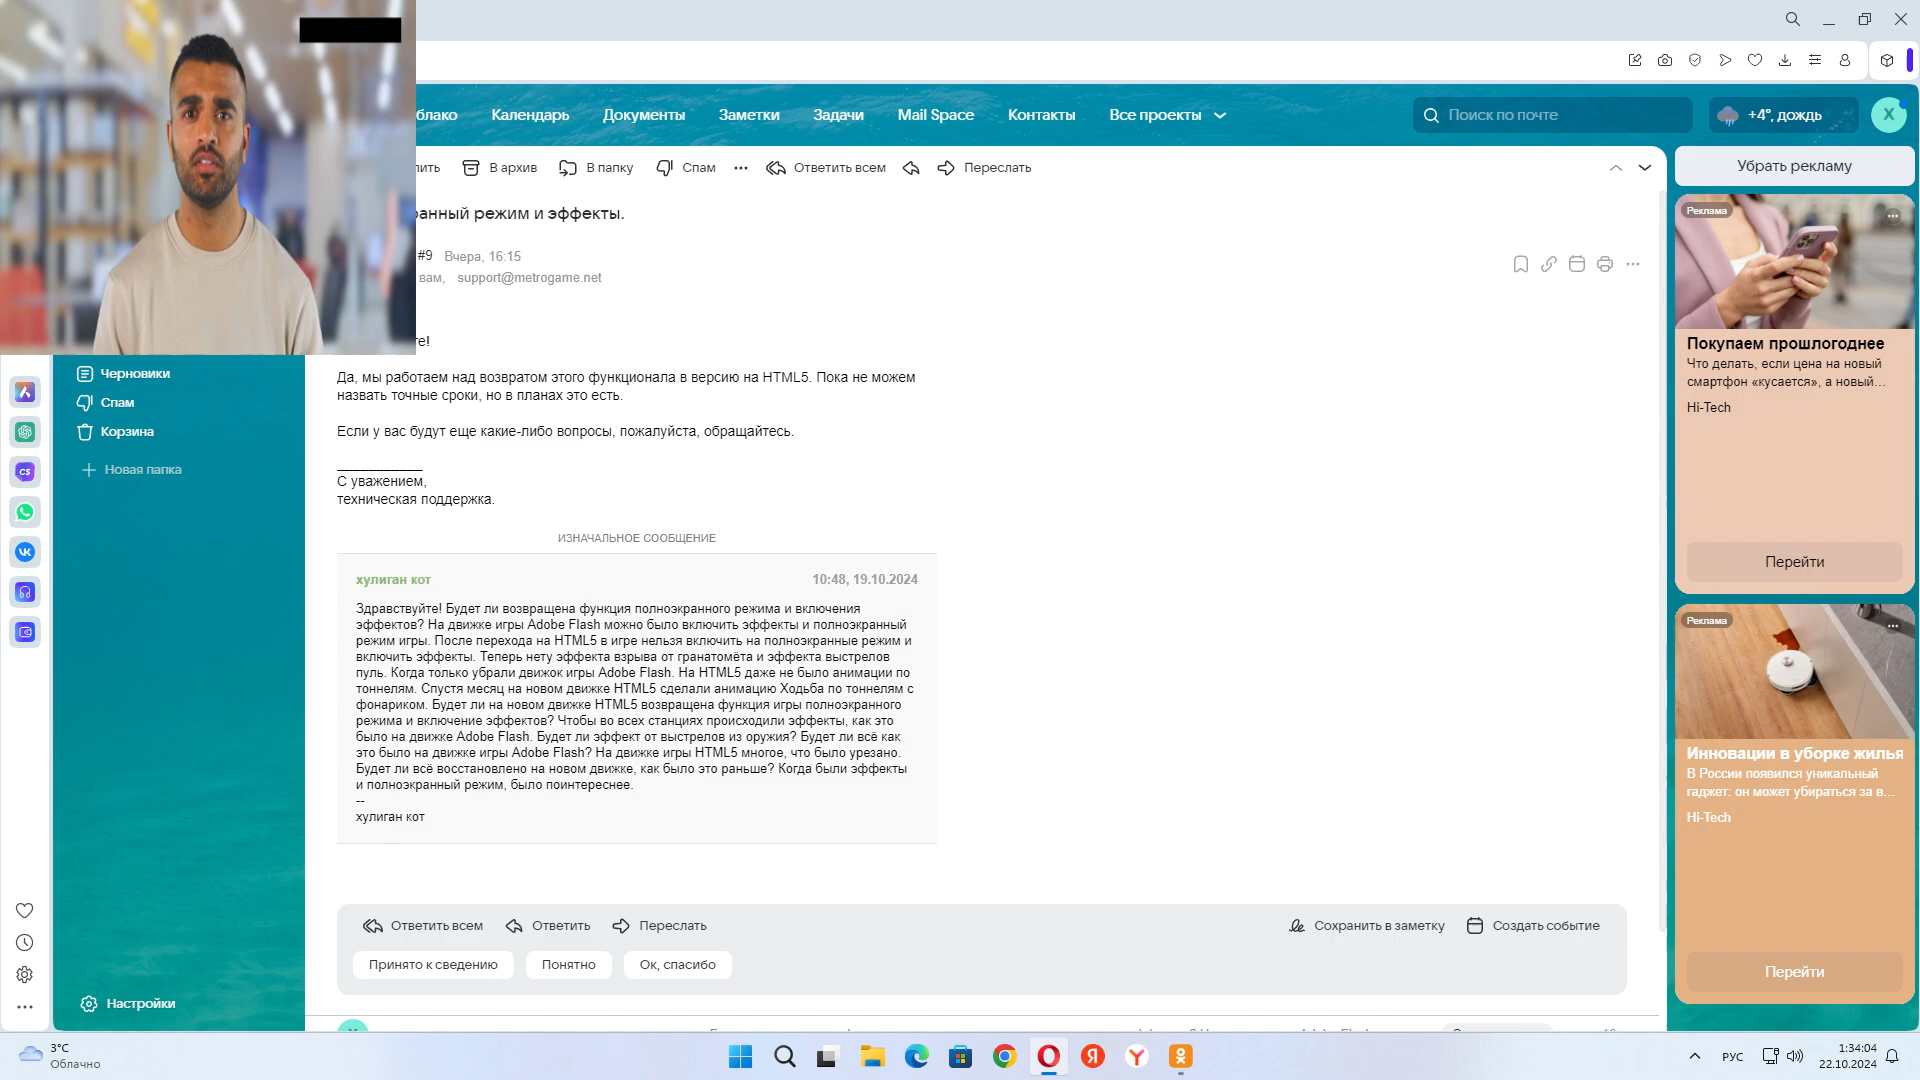 блако
Календарь
Документы
Заметки
Задачи
Mail Space
Контакты
Все проекты
Поиск по почте
+4°, дождь
X
лить
В архив
В папку
Спам
Ответить всем
Переслать
Убрать рекламу
ранный режим и эффекты.
#9 Вчера, 16:15
вам, support@metrogame.net
те!
Да, мы работаем над возвратом этого функционала в версию на HTML5. Пока не можем
назвать точные сроки, но в планах это есть.
Если у вас будут еще какие-либо вопросы, пожалуйста, обращайтесь.
___________
С уважением,
техническая поддержка.
ИЗНАЧАЛЬНОЕ СООБЩЕНИЕ
хулиган кот
10:48, 19.10.2024
Здравствуйте! Будет ли возвращена функция полноэкранного режима и включения
эффектов? На движке игры Adobe Flash можно было включить эффекты и полноэкранный
режим игры. После перехода на HTML5 в игре нельзя включить на полноэкранные режим и
включить эффекты. Теперь нету эффекта взрыва от гранатомёта и эффекта выстрелов
пуль. Когда только убрали движок игры Adobe Flash. На HTML5 даже не было анимации по
тоннелям. Спустя месяц на новом движке HTML5 сделали анимацию Ходьба по тоннелям с
фонариком. Будет ли на новом движке HTML5 возвращена функция игры полноэкранного
режима и включение эффектов? Чтобы во всех станциях происходили эффекты, как это
было на движке Adobe Flash. Будет ли эффект от выстрелов из оружия? Будет ли всё как
это было на движке игры Adobe Flash? На движке игры HTML5 многое, что было урезано.
Будет ли всё восстановлено на новом движке, как было это раньше? Когда были эффекты
и полноэкранный режим, было поинтереснее.
--
хулиган кот
Ответить всем
Ответить
Переслать
Сохранить в заметку
Создать событие
Принято к сведению
Понятно
Ок, спасибо
Черновики
Спам
Корзина
Новая папка
Настройки
Реклама
Покупаем прошлогоднее
Что делать, если цена на новый
смартфон «кусается», а новый...
Hi-Tech
Перейти
Реклама
Инновации в уборке жилья
В России появился уникальный
гаджет: он может убираться за в...
Hi-Tech
Перейти
3°C
Облачно
РУС
1:34:04
22.10.2024